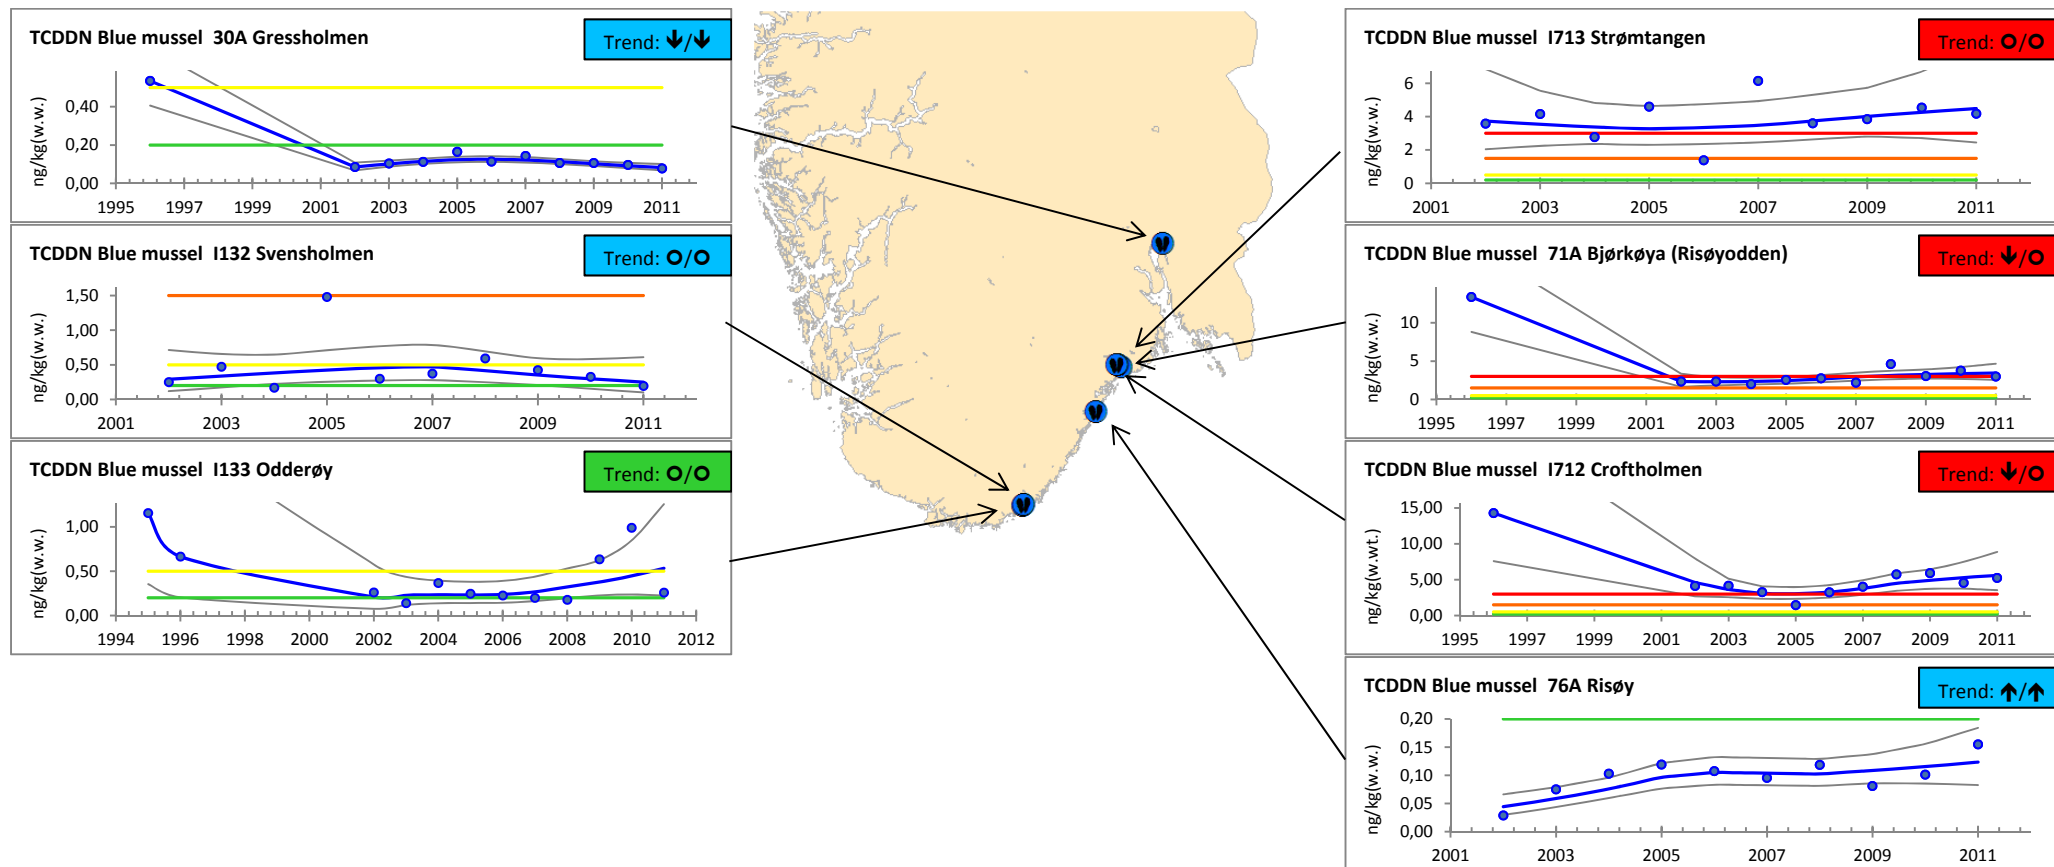 TCDDN Blue mussel 30A Gressholmen
Trend: ↓/↓
ng/kg(w.w.)
0,40
0,20
0,00
1995 1997 1999 2001 2003 2005 2007 2009 2011
TCDDN Blue mussel I132 Svensholmen
Trend: O/O
ng/kg(w.w.)
1,50
1,00
0,50
0,00
2001 2003 2005 2007 2009 2011
TCDDN Blue mussel I133 Odderøy
Trend: O/O
ng/kg(w.w.)
1,00
0,50
0,00
1994 1996 1998 2000 2002 2004 2006 2008 2010 2012
TCDDN Blue mussel I713 Strømtangen
Trend: O/O
ng/kg(w.w.)
6
4
2
0
2001 2003 2005 2007 2009 2011
TCDDN Blue mussel 71A Bjørkøya (Risøyodden)
Trend: ↓/O
ng/kg(w.w.)
10
5
0
1995 1997 1999 2001 2003 2005 2007 2009 2011
TCDDN Blue mussel I712 Croftholmen
Trend: ↓/O
ng/kg(w.wt.)
15,00
10,00
5,00
0,00
1995 1997 1999 2001 2003 2005 2007 2009 2011
TCDDN Blue mussel 76A Risøy
Trend: ↑/↑
ng/kg(w.w.)
0,20
0,15
0,10
0,05
0,00
2001 2003 2005 2007 2009 2011